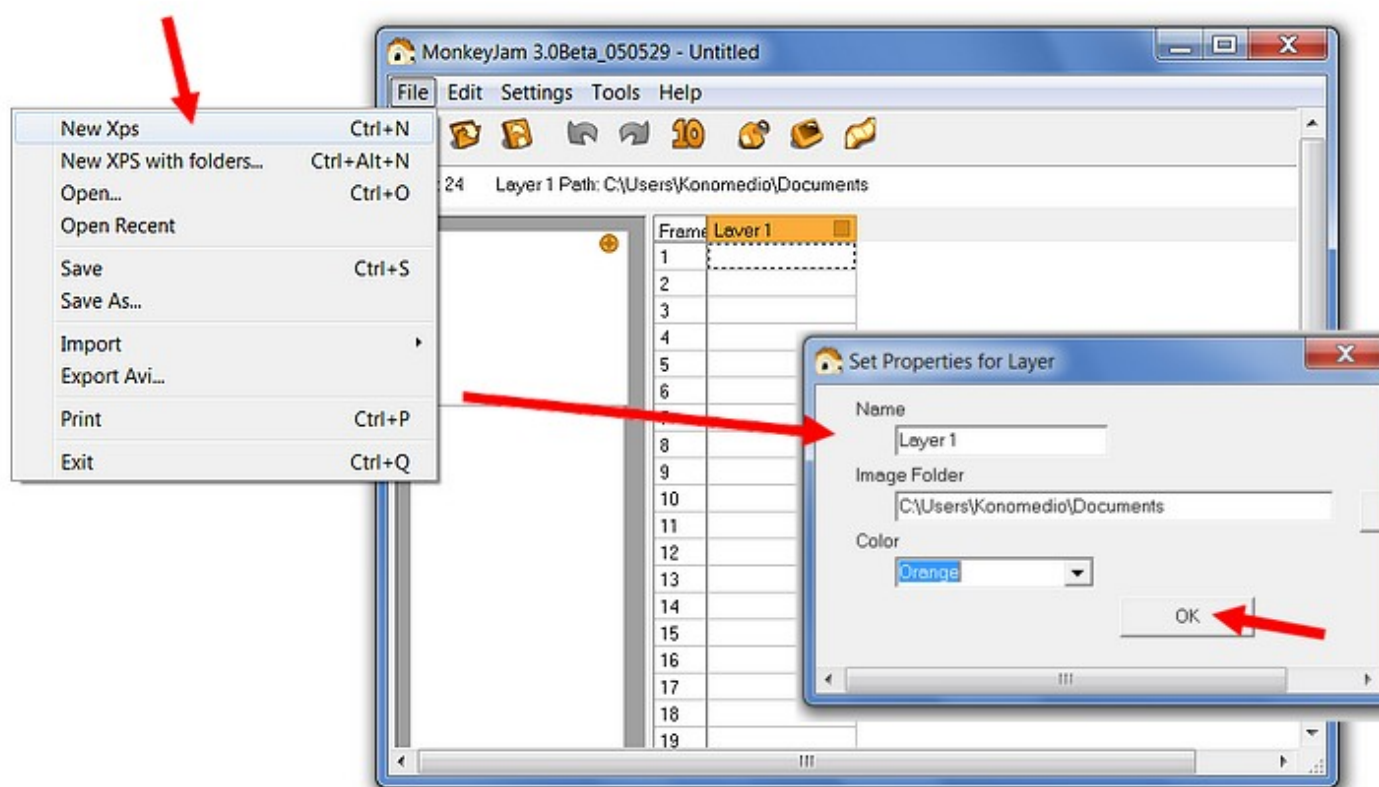 MonkeyJam 3.0Beta_050529 - Untitled
File Edit Settings Tools Help
New Xps Ctrl+N
New XPS with folders... Ctrl+Alt+N
Open... Ctrl+O
Open Recent
Save Ctrl+S
Save As...
Import
Export Avi...
Print Ctrl+P
Exit Ctrl+Q
10
: 24 Layer 1 Path: C:\Users\Konomedio\Documents
Frame Layer 1
1
2
3
4
5
6
8
9
10
11
12
13
14
15
16
17
18
19
Set Properties for Layer
Name
Layer 1
Image Folder
C:\Users\Konomedio\Documents
Color
Orange
OK